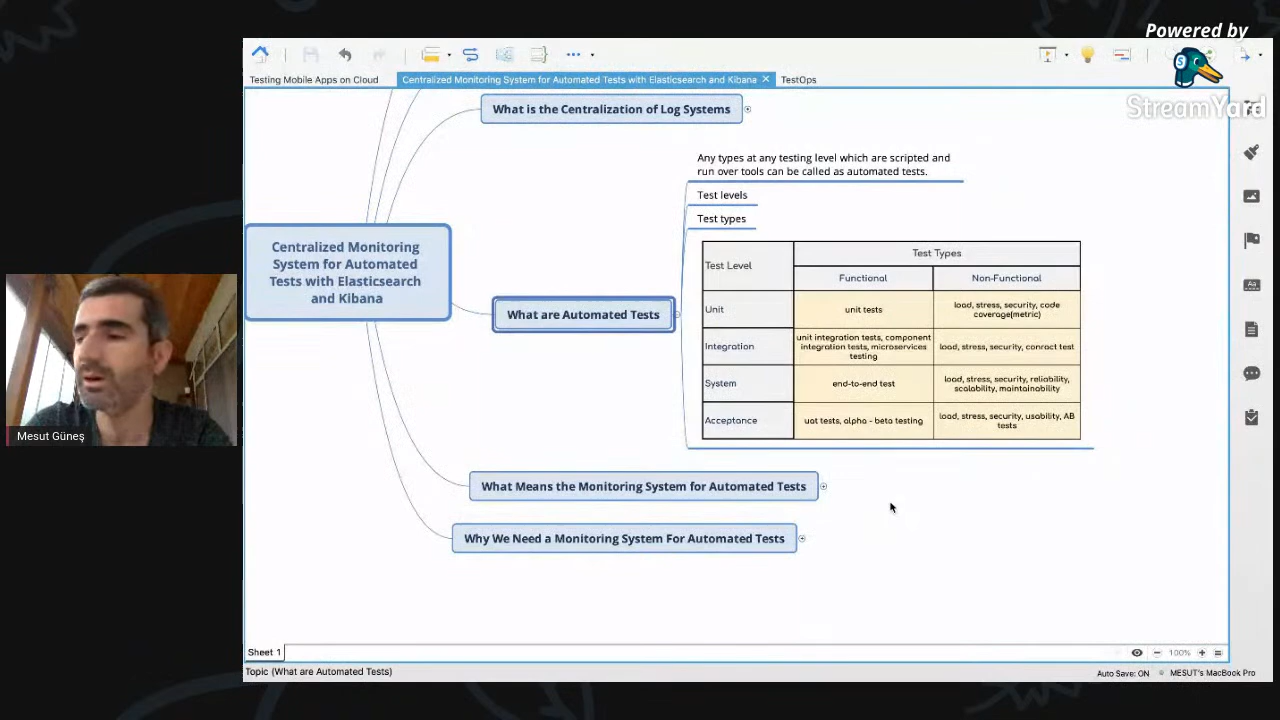 Powered by
StreamYard
Testing Mobile Apps on Cloud
Centralized Monitoring System for Automated Tests with Elasticsearch and Kibana
TestOps
What is the Centralization of Log Systems
Any types at any testing level which are scripted and
run over tools can be called as automated tests.
Test levels
Test types
Centralized Monitoring
System for Automated
Tests with Elasticsearch
and Kibana
What are Automated Tests
Test Level
Test Types
Functional
Non-Functional
Unit
unit tests
load, stress, security, code
coverage(metric)
Integration
unit integration tests, component
integration tests, microservices
testing
load, stress, security, conract test
System
end-to-end test
load, stress, security, reliability,
scalability, maintainability
Acceptance
uat tests, alpha - beta testing
load, stress, security, usability, AB
tests
Mesut Güneş
What Means the Monitoring System for Automated Tests
Why We Need a Monitoring System For Automated Tests
Sheet 1
100%
Topic (What are Automated Tests)
Auto Save: ON
MESUT's MacBook Pro